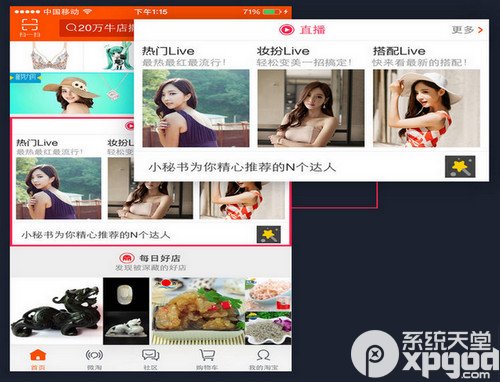 中国移动 下午1:15 71%
扫一扫 20万牛店
热门Live 妆扮Live
最热最红最流行! 轻松变
小秘书为你精心推荐的N个达人
每日好店
发现被深藏的好店
首页 微淘 社区 购物车 我的淘宝
直播 更多
热门Live 妆扮Live 搭配Live
最热最红最流行! 轻松变美一招搞定! 快来看最新的搭配!
小秘书为你精心推荐的N个达人
系统天堂
xpgod
.com